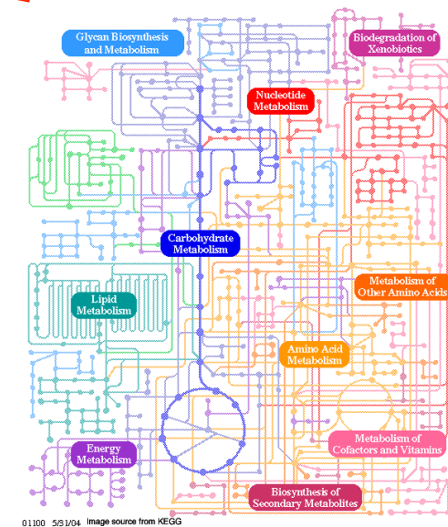 Glycan Biosynthesis
and Metabolism
Biodegradation of
Xenobiotics
Nucleotide
Metabolism
Carbohydrate
Metabolism
Metabolism of
Other Amino Acids
Lipid
Metabolism
Amino Acid
Metabolism
Metabolism of
Cofactors and Vitamins
Energy
Metabolism
Biosynthesis of
Secondary Metabolites
01100 5/31/04 Image source from KEGG